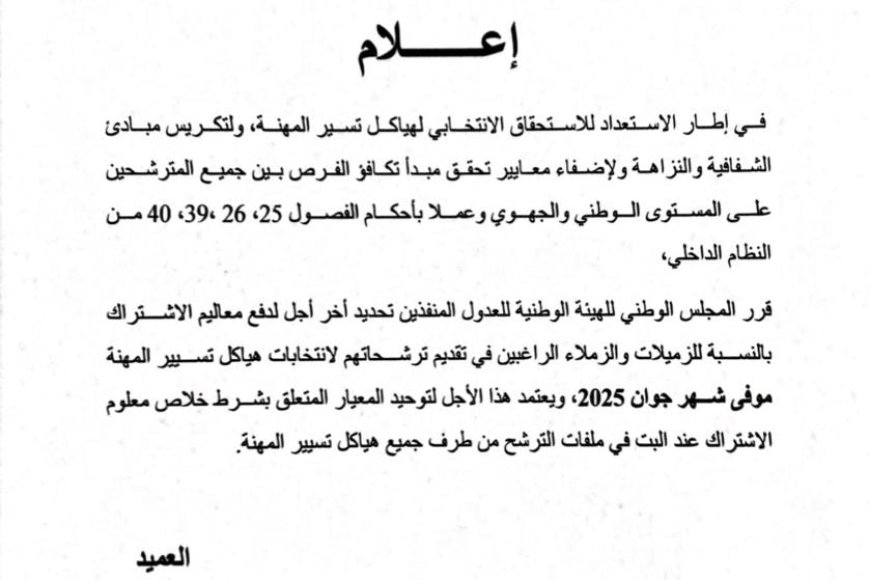 إعـــــــلام
في إطار الاستعداد للاستحقاق الانتخابي لهياكل تسير المهنة، ولتكريس مبادئ
الشفافية والنزاهة ولإضفاء معايير تحقق مبدأ تكافؤ الفرص بين جميع المترشحين
على المستوى الوطني والجهوي وعملا بأحكام الفصول 25، 26 ،39، 40 من
النظام الداخلي،
قرر المجلس الوطني للهيئة الوطنية للعدول المنفذين تحديد أخر أجل لدفع معاليم الاشتراك
بالنسبة للزميلات والزملاء الراغبين في تقديم ترشحاتهم لانتخابات هياكل تسيير المهنة
موفى شهر جوان 2025، ويعتمد هذا الأجل لتوحيد المعيار المتعلق بشرط خلاص معلوم
الاشتراك عند البت في ملفات الترشح من طرف جميع هياكل تسيير المهنة.
العميد